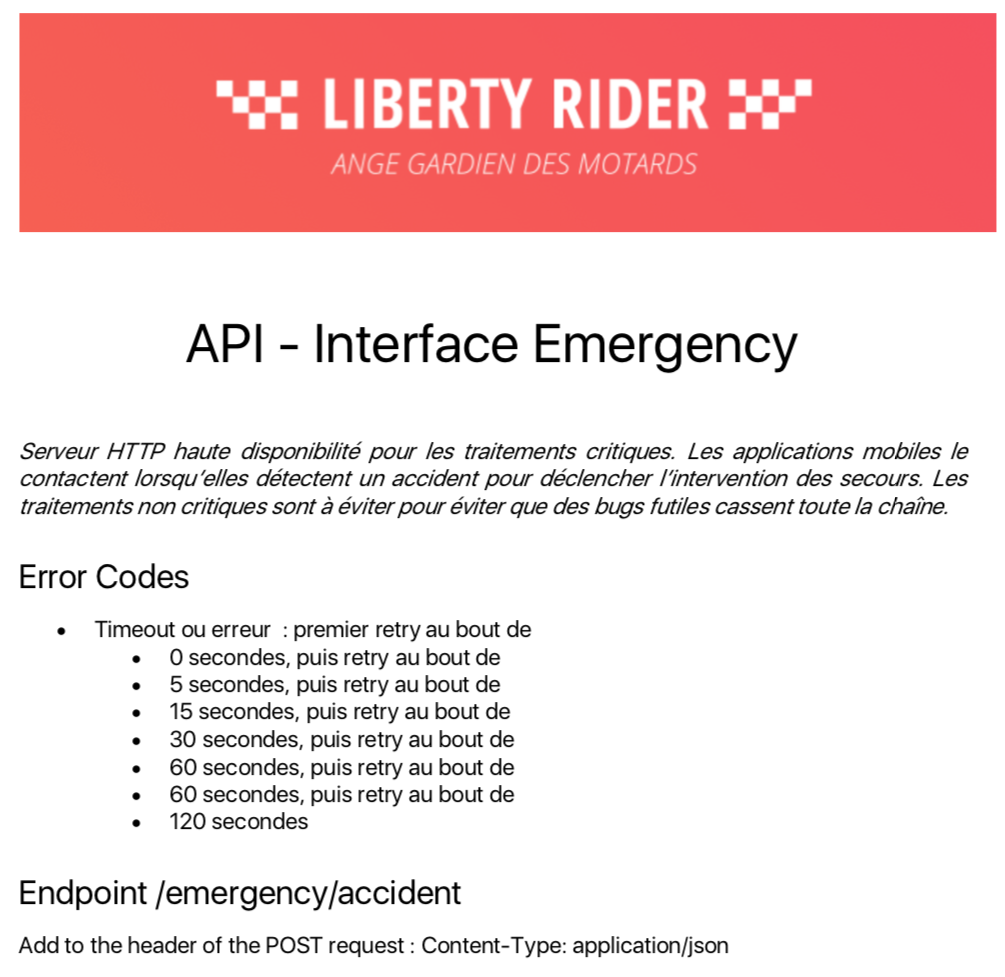 LIBERTY RIDER
ANGE GARDIEN DES MOTARDS
API - Interface Emergency
Serveur HTTP haute disponibilité pour les traitements critiques. Les applications mobiles le
contactent lorsqu’elles détectent un accident pour déclencher l’intervention des secours. Les
traitements non critiques sont à éviter pour éviter que des bugs futiles cassent toute la chaîne.
Error Codes
• Timeout ou erreur : premier retry au bout de
• 0 secondes, puis retry au bout de
• 5 secondes, puis retry au bout de
• 15 secondes, puis retry au bout de
• 30 secondes, puis retry au bout de
• 60 secondes, puis retry au bout de
• 60 secondes, puis retry au bout de
• 120 secondes
Endpoint /emergency/accident
Add to the header of the POST request : Content-Type: application/json